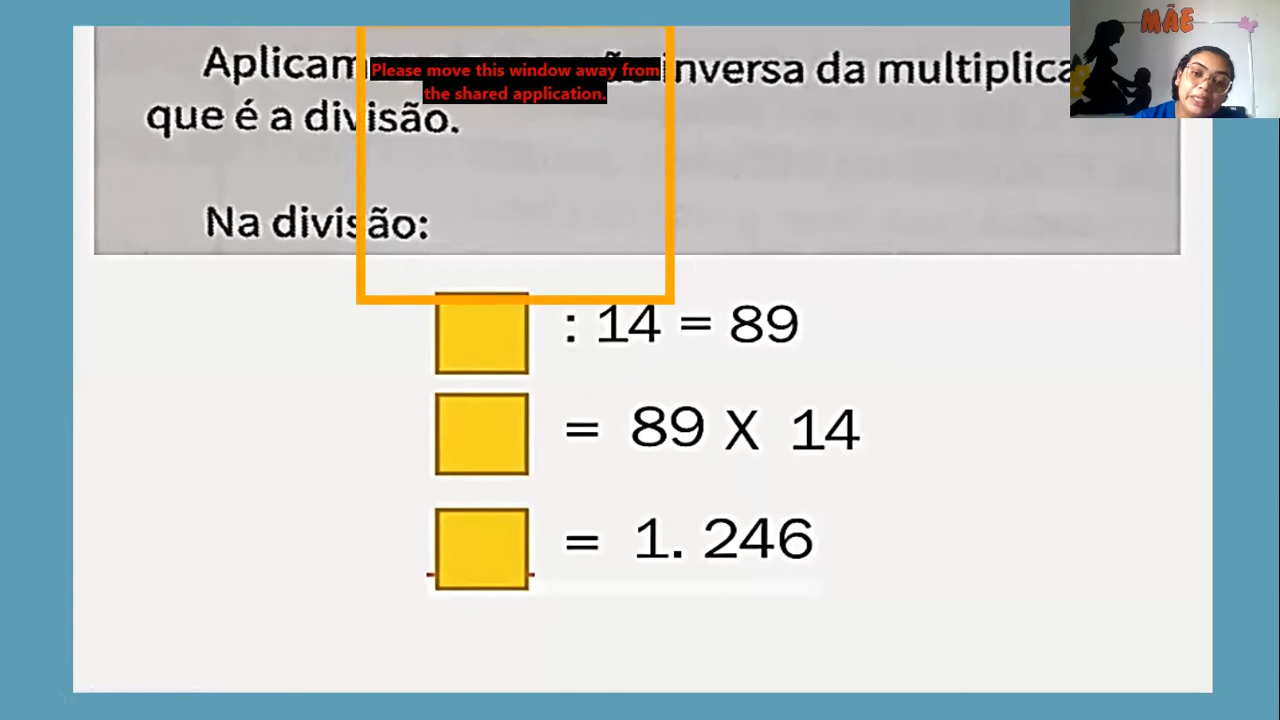 MÃE
Aplicam inversa da multiplica
Please move this window away from
the shared application.
que é a divisão.
Na divisão:
: 14 = 89
= 89 X 14
= 1. 246